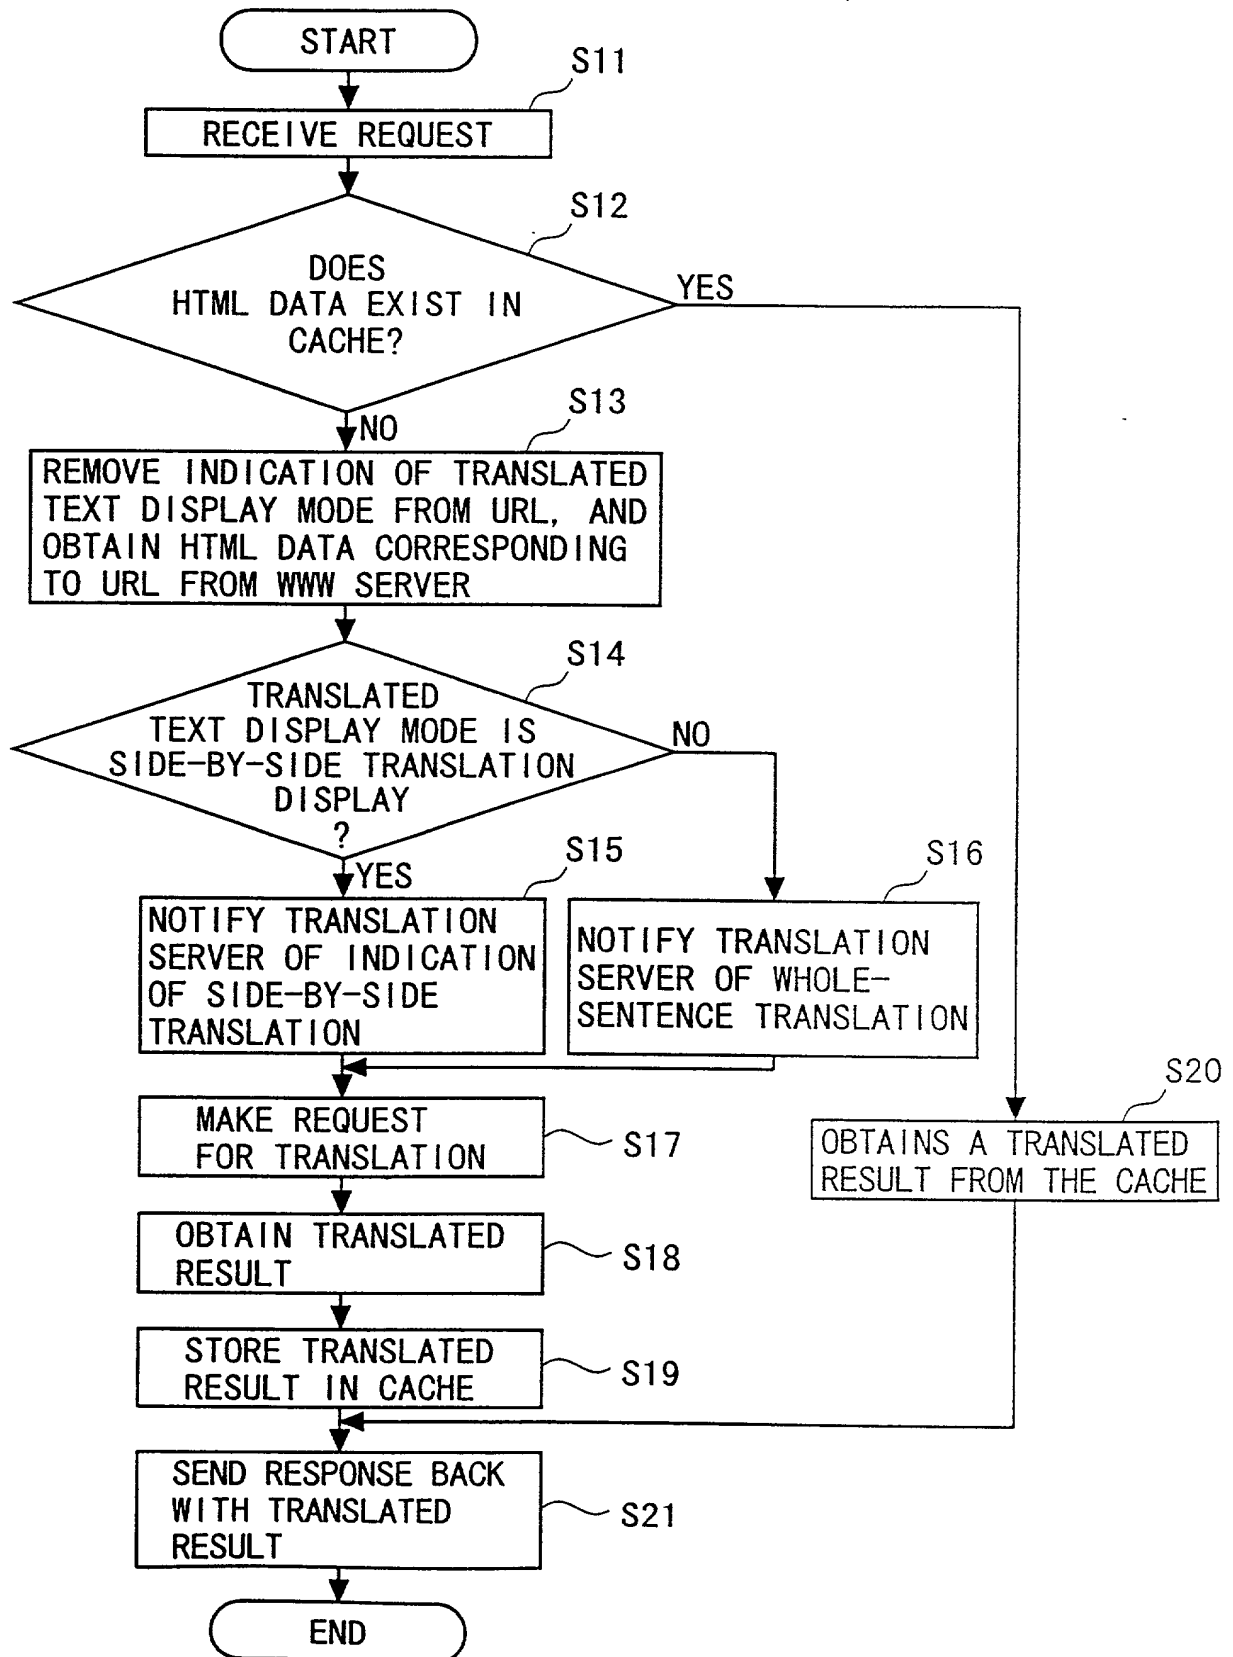 START
S11
RECEIVE REQUEST
S12
DOES
HTML DATA EXIST IN
CACHE?
YES
NO
S13
REMOVE INDICATION OF TRANSLATED
TEXT DISPLAY MODE FROM URL, AND
OBTAIN HTML DATA CORRESPONDING
TO URL FROM WWW SERVER
S14
TRANSLATED
TEXT DISPLAY MODE IS
SIDE-BY-SIDE TRANSLATION
DISPLAY
?
NO
YES
S15
NOTIFY TRANSLATION
SERVER OF INDICATION
OF SIDE-BY-SIDE
TRANSLATION
S16
NOTIFY TRANSLATION
SERVER OF WHOLE-
SENTENCE TRANSLATION
S17
MAKE REQUEST
FOR TRANSLATION
S20
OBTAINS A TRANSLATED
RESULT FROM THE CACHE
OBTAIN TRANSLATED
RESULT
S18
STORE TRANSLATED
RESULT IN CACHE
S19
SEND RESPONSE BACK
WITH TRANSLATED
RESULT
S21
END